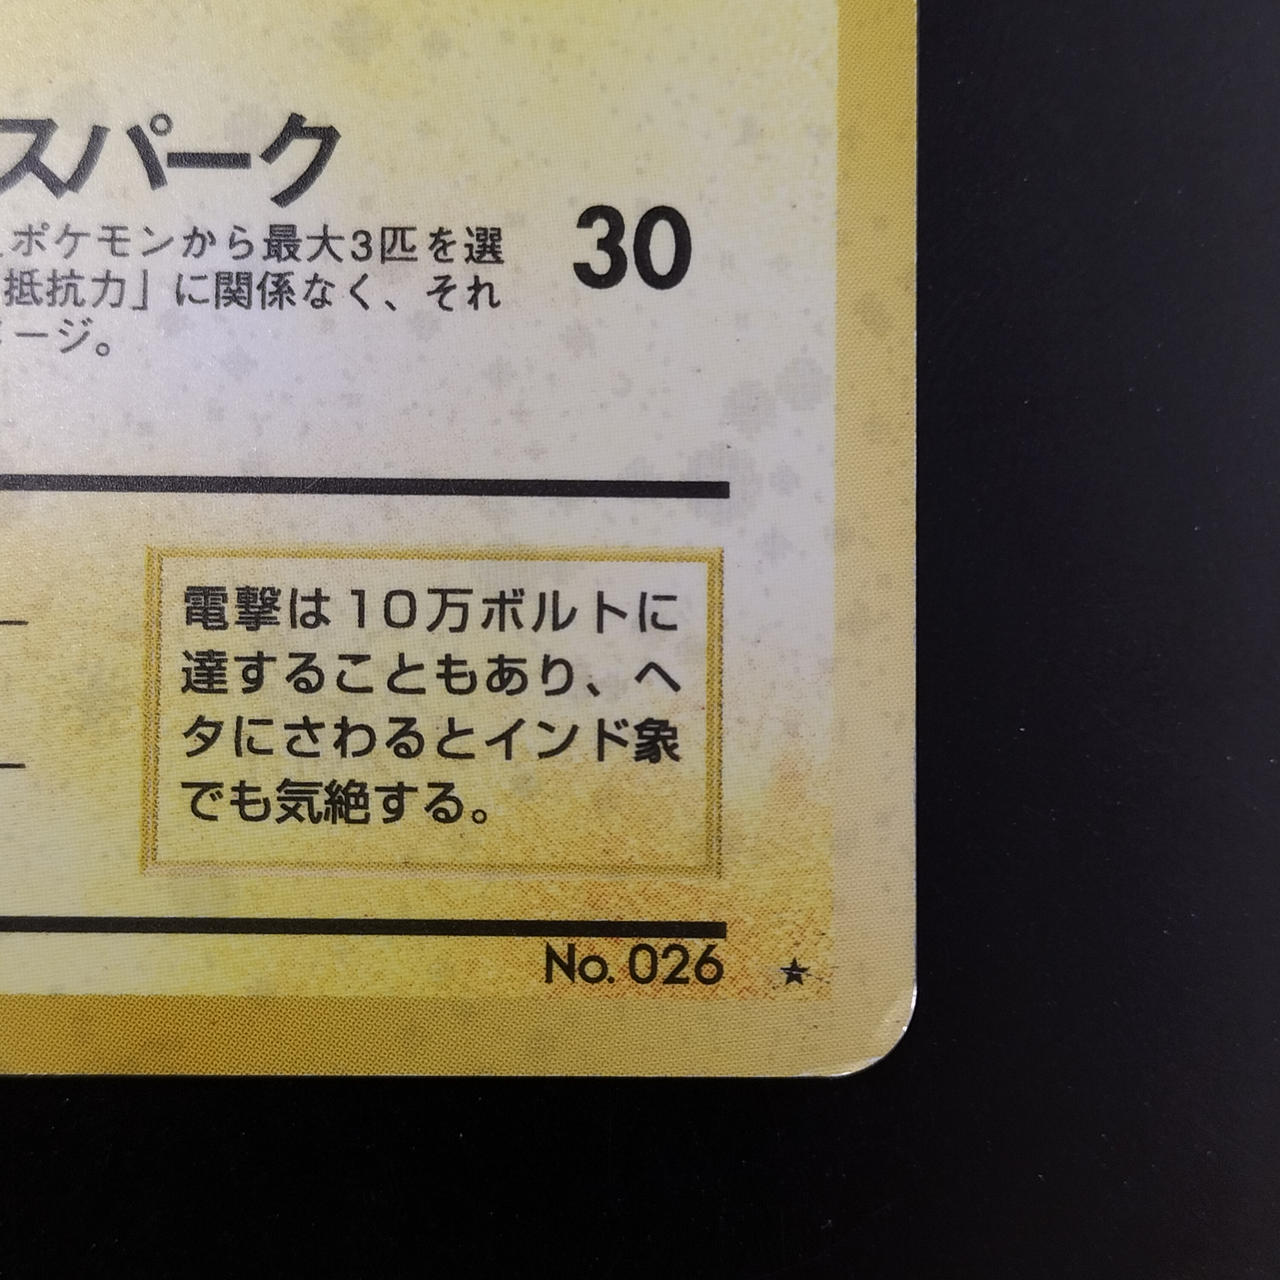 スパーク
ポケモンから最大3匹を選
30
抵抗力」に関係なく、それ
ージ。
電撃は10万ボルトに
達することもあり、ヘ
タにさわるとインド象
でも気絶する。
No. 026 ★